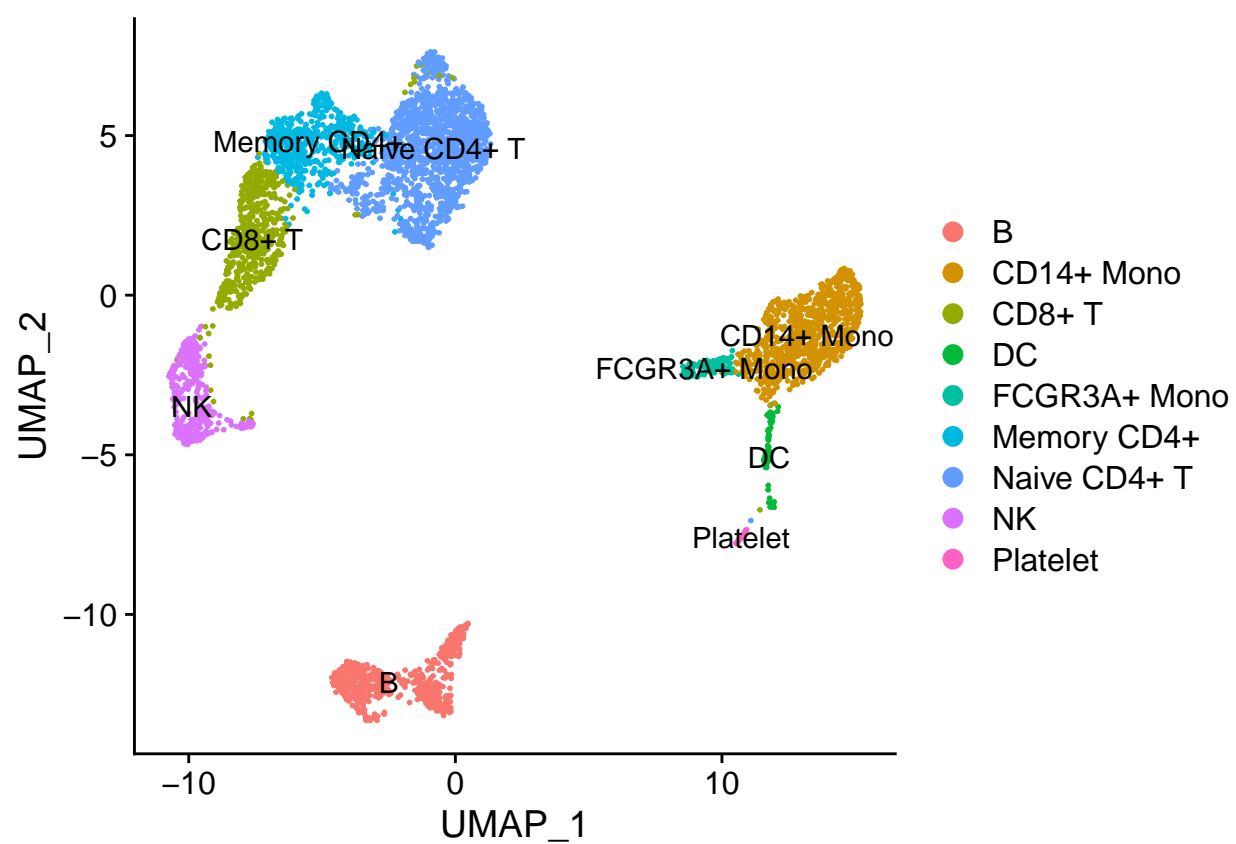 5
0
−5
−10
UMAP_2
Memory CD4+
Naive CD4+ T
CD8+ T
NK
CD14+ Mono
FCGR3A+ Mono
DC
Platelet
B
−10
0
10
UMAP_1
B
CD14+ Mono
CD8+ T
DC
FCGR3A+ Mono
Memory CD4+
Naive CD4+ T
NK
Platelet